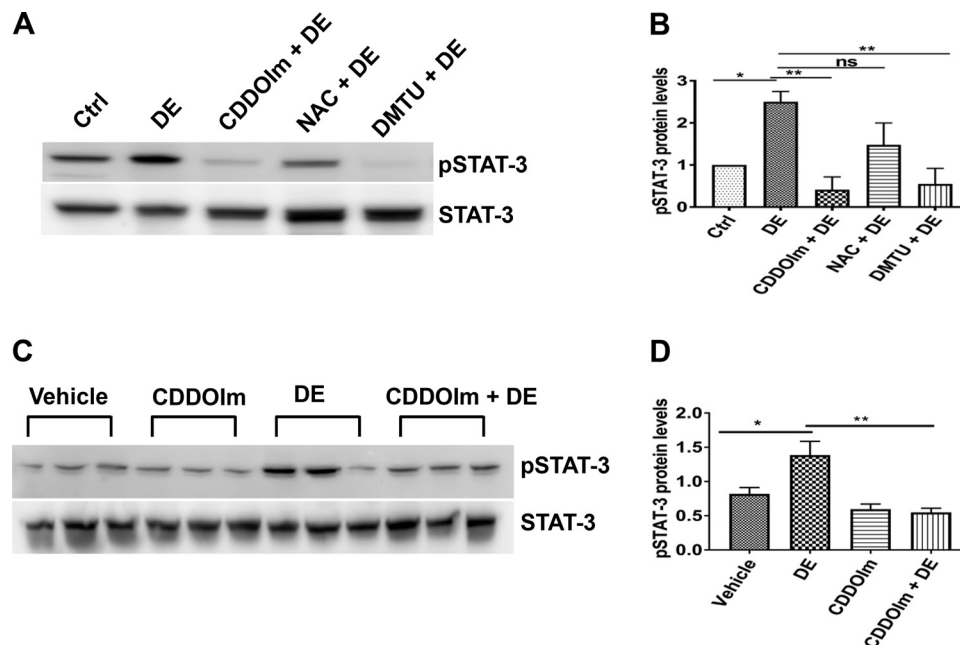 A
Ctrl
DE
CDDOIm + DE
NAC + DE
DMTU + DE
pSTAT-3
STAT-3
B
**
ns
* **
pSTAT-3 protein levels
3
2
1
0
Ctrl
DE
CDDOIm + DE
NAC + DE
DMTU + DE
C
Vehicle CDDOIm DE CDDOIm + DE
pSTAT-3
STAT-3
D
* **
pSTAT-3 protein levels
2.0
1.5
1.0
0.5
0.0
Vehicle
DE
CDDOIm
CDDOIm + DE